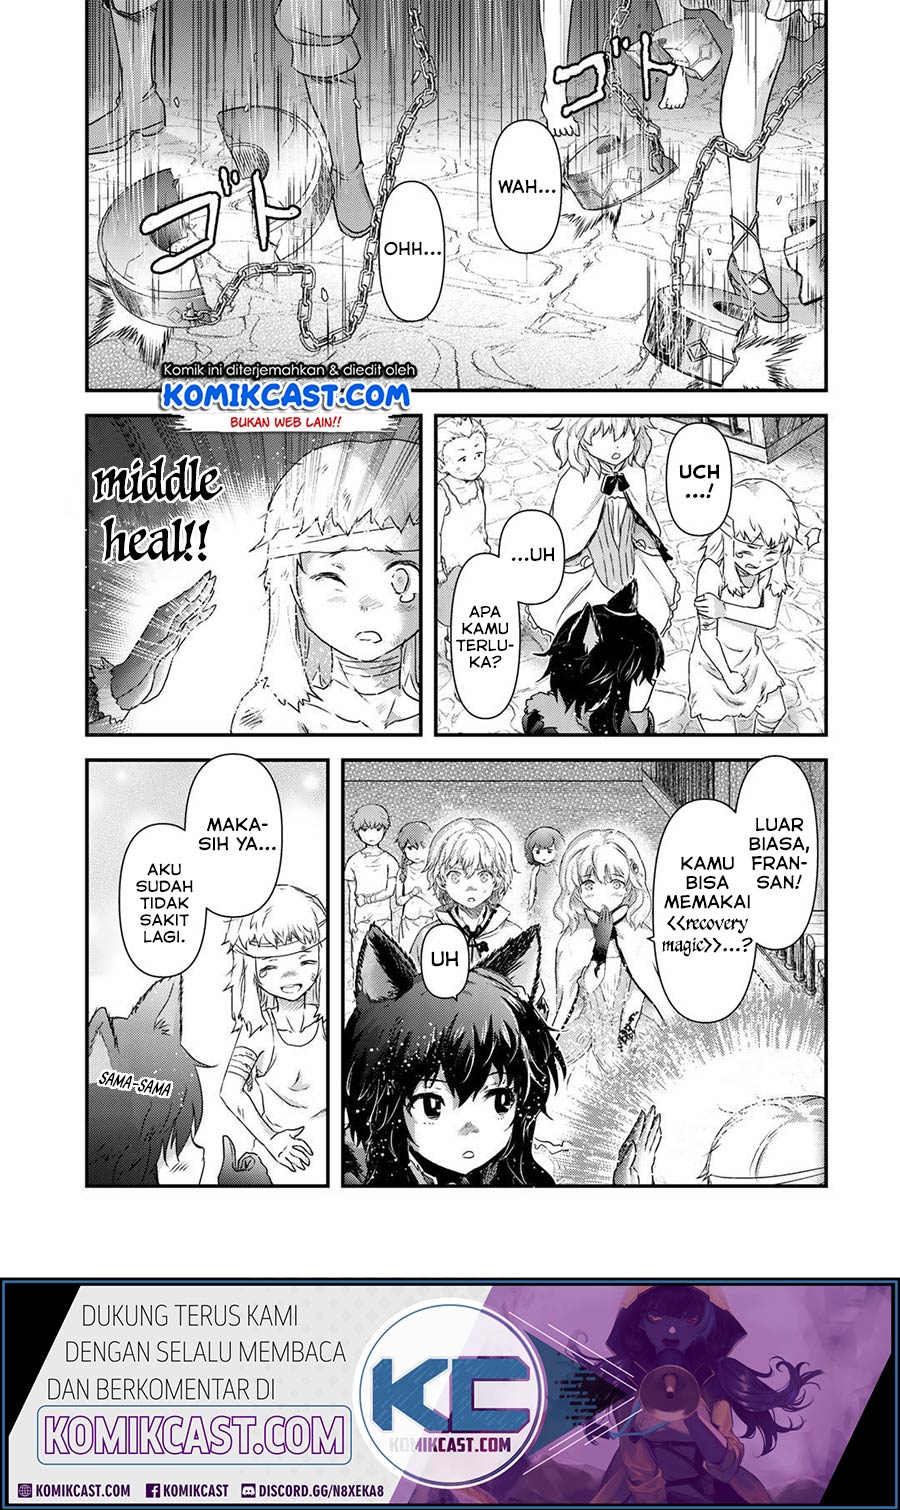 ゴト
WAH...
ゴト
OHH...
Komik ini diterjemahkan & diedit oleh
KOMIKCAST.COM
BUKAN WEB LAIN!!
UCH
...!
...UH
APA
KAMU
TERLU-
KA?
middle
heal!!
LUAR
BIASA,
FRAN-
SAN!
KAMU
BISA
MEMAKAI
<<recovery
magic>>...?
UH
MAKA-
SIH YA...
AKU
SUDAH
TIDAK
SAKIT
LAGI.
SAMA-SAMA
DUKUNG TERUS KAMI
DENGAN SELALU MEMBACA
DAN BERKOMENTAR DI
KOMIKCAST.COM
KOMIKCAST.COM
KOMIKCAST
DISCORD.GG/N8XEKA8
KC
KOMIKCAST.COM